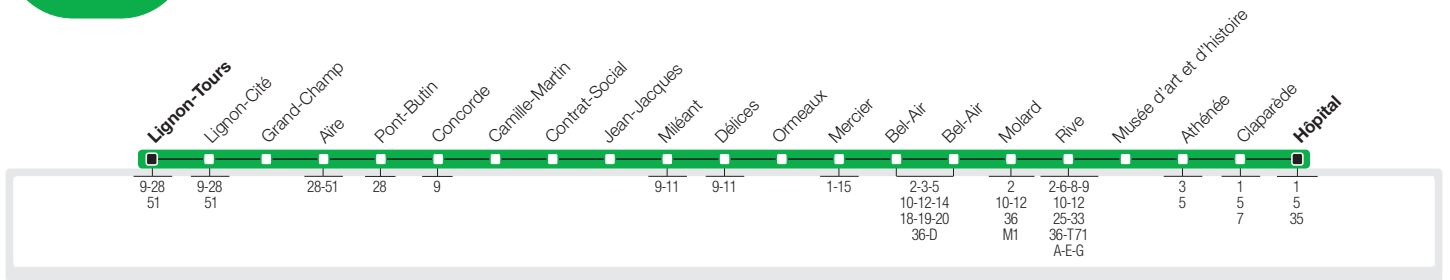 Lignon-Tours
Lignon-Cité
Grand-Champ
Aïre
Pont-Butin
Concorde
Camille-Martin
Contrat-Social
Jean-Jacques
Miléant
Délices
Ormeaux
Mercier
Bel-Air
Bel-Air
Molard
Rive
Musée d'art et d'histoire
Athénée
Claparède
Hôpital
9-28
51
9-28
51
28-51
28
9
9-11
9-11
1-15
2-3-5
10-12-14
18-19-20
36-D
2
10-12
36
M1
2-6-8-9
10-12
25-33
36-T71
A-E-G
3
5
1
5
7
1
5
35